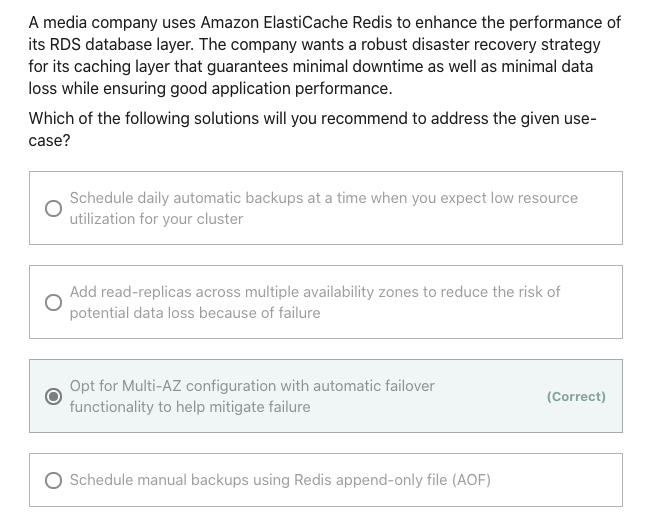 A media company uses Amazon ElastiCache Redis to enhance the performance of
its RDS database layer. The company wants a robust disaster recovery strategy
for its caching layer that guarantees minimal downtime as well as minimal data
loss while ensuring good application performance.
Which of the following solutions will you recommend to address the given use-
case?
Schedule daily automatic backups at a time when you expect low resource
utilization for your cluster
Add read-replicas across multiple availability zones to reduce the risk of
potential data loss because of failure
Opt for Multi-AZ configuration with automatic failover
functionality to help mitigate failure
(Correct)
Schedule manual backups using Redis append-only file (AOF)